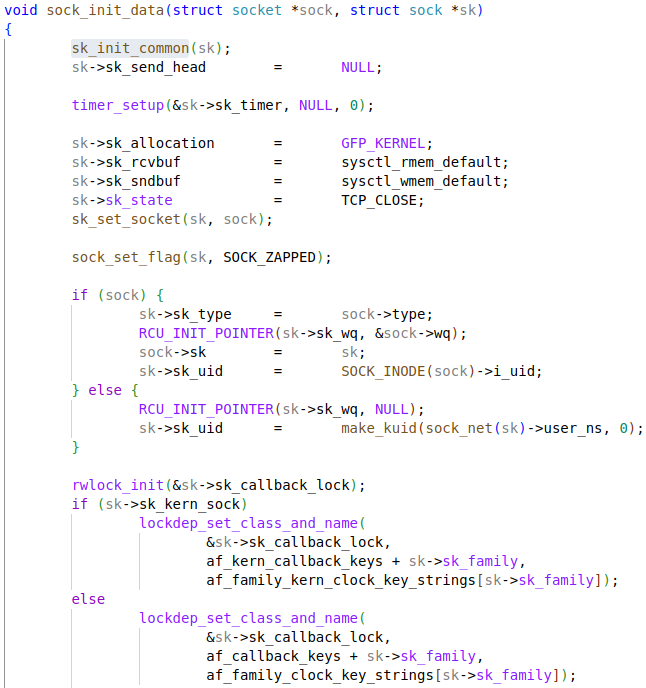 void sock_init_data(struct socket *sock, struct sock *sk)
{
        sk_init_common(sk);
        sk->sk_send_head        =       NULL;

        timer_setup(&sk->sk_timer, NULL, 0);

        sk->sk_allocation       =       GFP_KERNEL;
        sk->sk_rcvbuf           =       sysctl_rmem_default;
        sk->sk_sndbuf           =       sysctl_wmem_default;
        sk->sk_state            =       TCP_CLOSE;
        sk_set_socket(sk, sock);

        sock_set_flag(sk, SOCK_ZAPPED);

        if (sock) {
                sk->sk_type     =       sock->type;
                RCU_INIT_POINTER(sk->sk_wq, &sock->wq);
                sock->sk        =       sk;
                sk->sk_uid      =       SOCK_INODE(sock)->i_uid;
        } else {
                RCU_INIT_POINTER(sk->sk_wq, NULL);
                sk->sk_uid      =       make_kuid(sock_net(sk)->user_ns, 0);
        }

        rwlock_init(&sk->sk_callback_lock);
        if (sk->sk_kern_sock)
                lockdep_set_class_and_name(
                        &sk->sk_callback_lock,
                        af_kern_callback_keys + sk->sk_family,
                        af_family_kern_clock_key_strings[sk->sk_family]);
        else
                lockdep_set_class_and_name(
                        &sk->sk_callback_lock,
                        af_callback_keys + sk->sk_family,
                        af_family_clock_key_strings[sk->sk_family]);